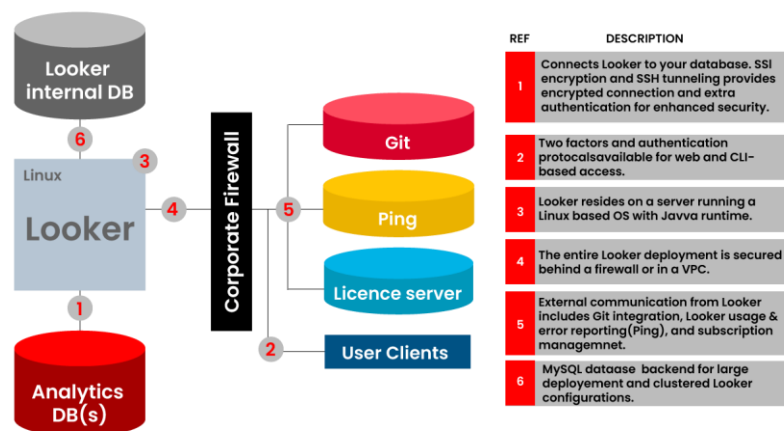 Looker
internal DB
6
3
Linux
Looker
4
1
Analytics
DB(s)
Corporate Firewall
5
2
Git
Ping
Licence server
User Clients
REF DESCRIPTION
1
Connects Looker to your database. SSl
encryption and SSH tunneling provides
encrypted connection and extra
authentication for enhanced security.
2
Two factors and authentication
protocalsavailable for web and CLI-
based access.
3
Looker resides on a server running a
Linux based OS with Javva runtime.
4
The entire Looker deployment is secured
behind a firewall or in a VPC.
5
External communication from Looker
includes Git integration, Looker usage &
error reporting(Ping), and subscription
managemnet.
6
MySQL dataase backend for large
deployement and clustered Looker
configurations.